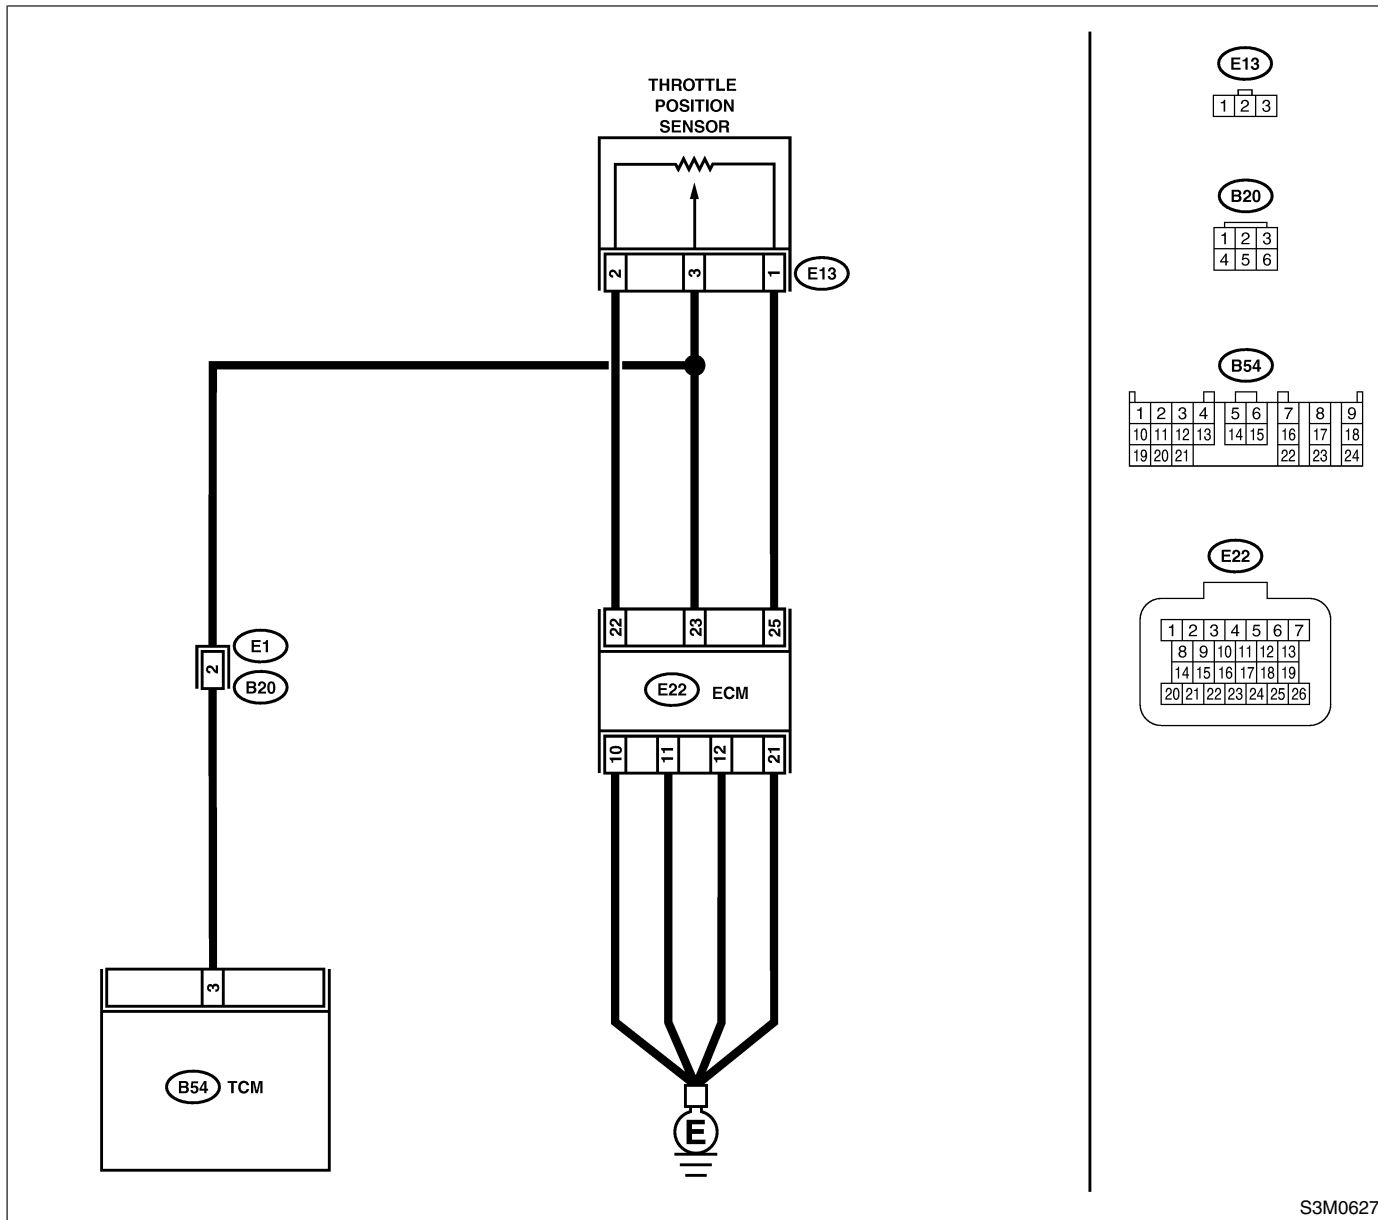 THROTTLE
POSITION
SENSOR
2 3 1
E13
E1
2
B20
22 23 25
E22 ECM
10 11 12 21
3
B54 TCM
E
E13
1 2 3
B20
1 2 3
4 5 6
B54
1 2 3 4 5 6 7 8 9
10 11 12 13 14 15 16 17 18
19 20 21 22 23 24
E22
1 2 3 4 5 6 7
8 9 10 11 12 13
14 15 16 17 18 19
20 21 22 23 24 25 26
S3M0627